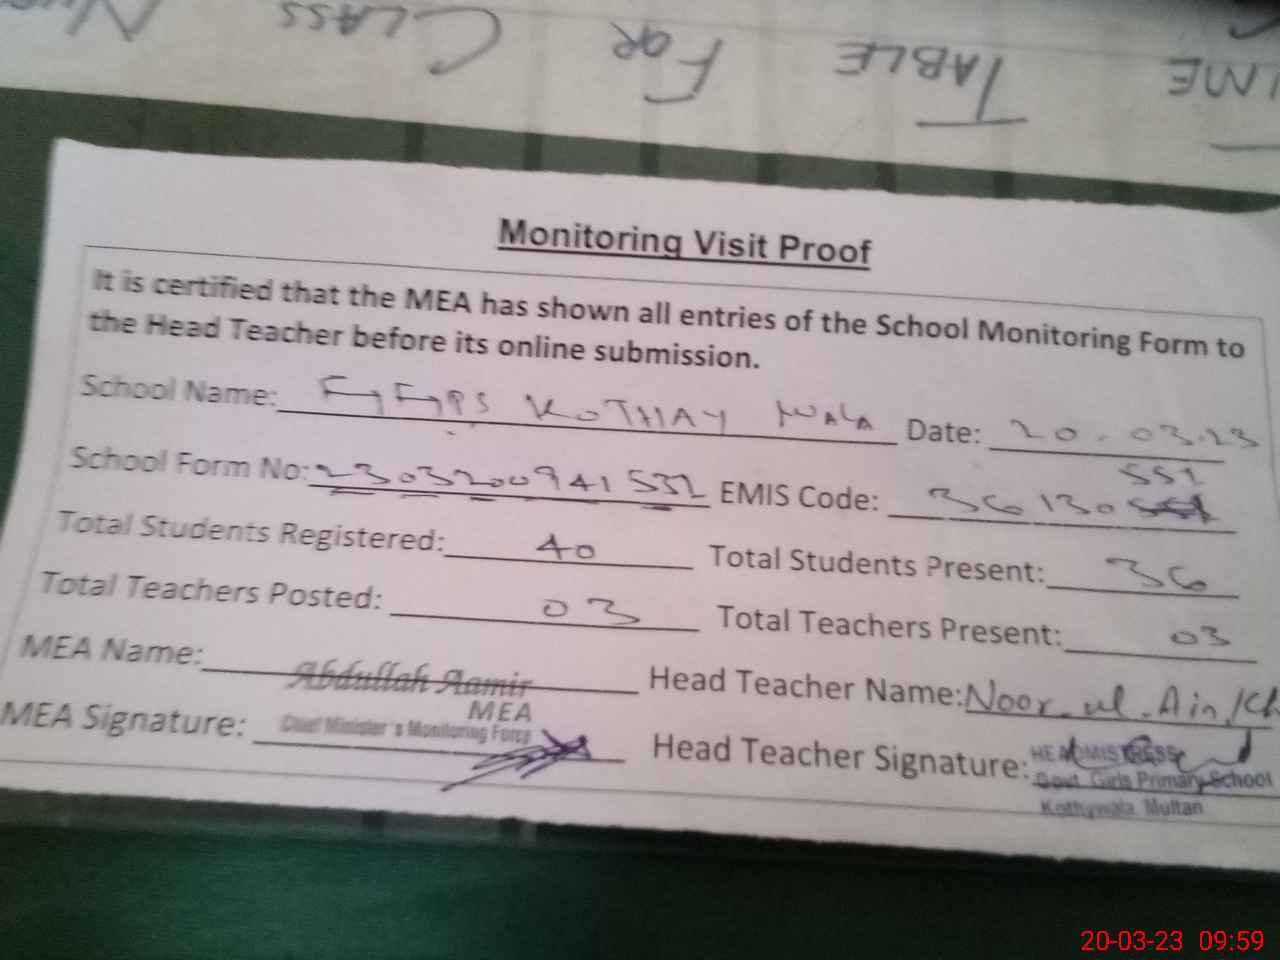 TIME TABLE FOR CLASS
Monitoring Visit Proof
It is certified that the MEA has shown all entries of the School Monitoring Form to
the Head Teacher before its online submission.
School Name: GGPS KOTHAY WALA Date: 20.03.23
School Form No: 2303200941532 EMIS Code: 36130551
Total Students Registered: 40 Total Students Present: 36
Total Teachers Posted: 03 Total Teachers Present: 03
MEA Name: Abdullah Aamir Head Teacher Name: Noor.ul.Ain Kh
MEA
MEA Signature: Chief Minister's Monitoring Force Head Teacher Signature: HEADMISTRESS
Govt. Girls Primary School
Kothywala Multan
20-03-23 09:59